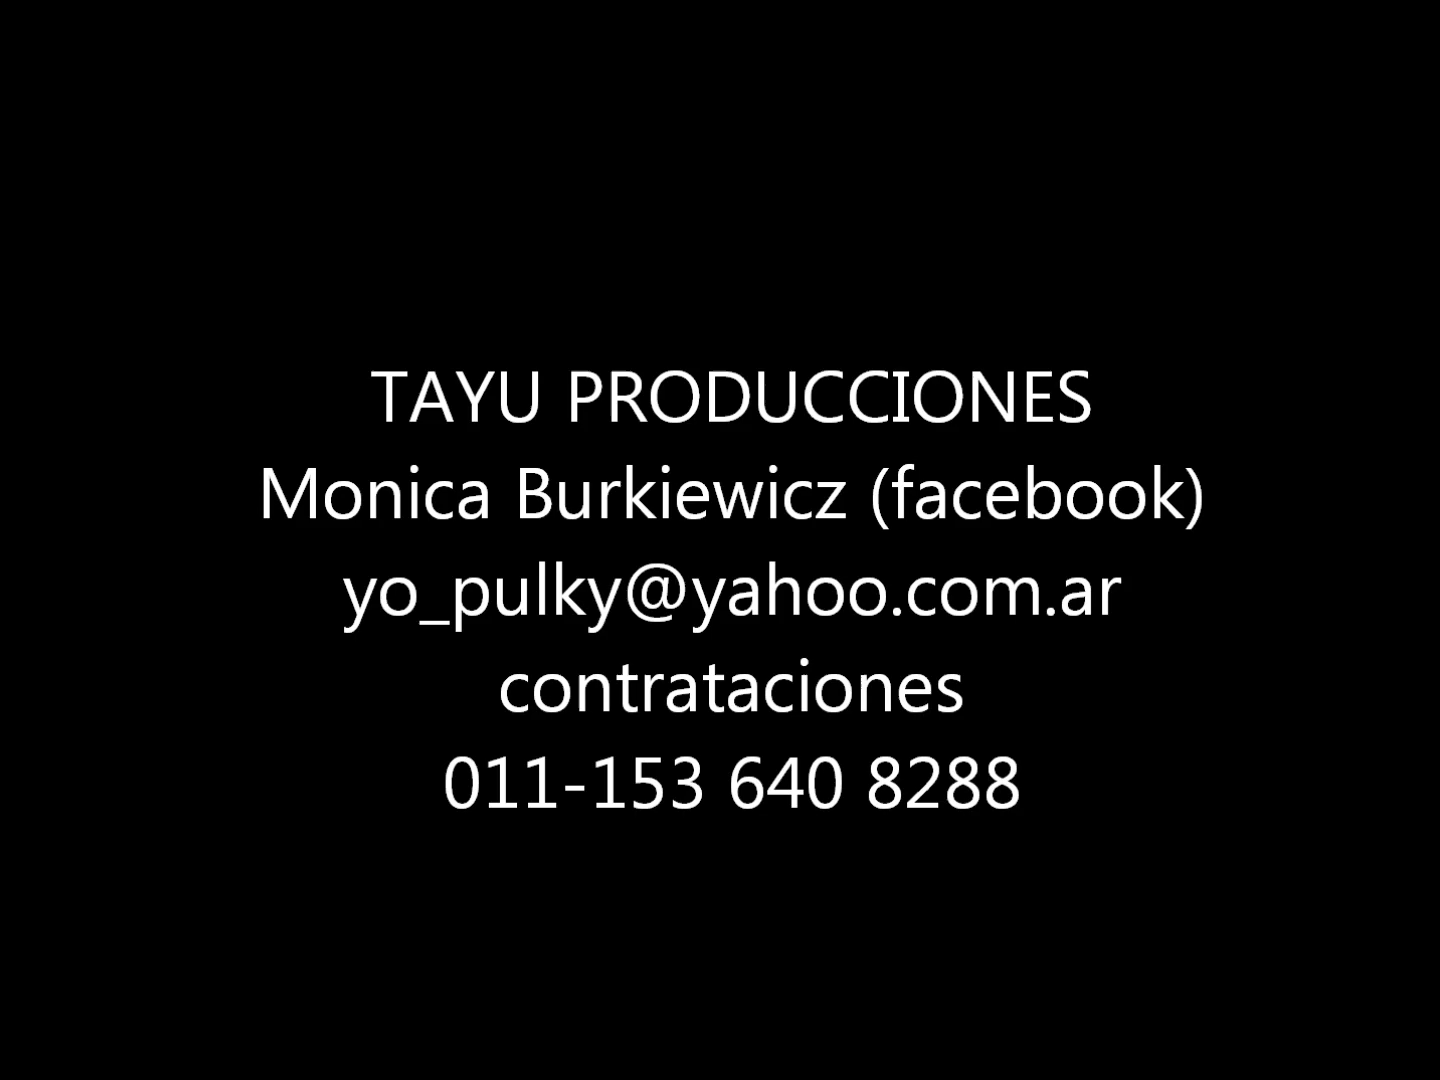 TAYU PRODUCCIONES
Monica Burkiewicz (facebook)
yo_pulky@yahoo.com.ar
contrataciones
011-153 640 8288